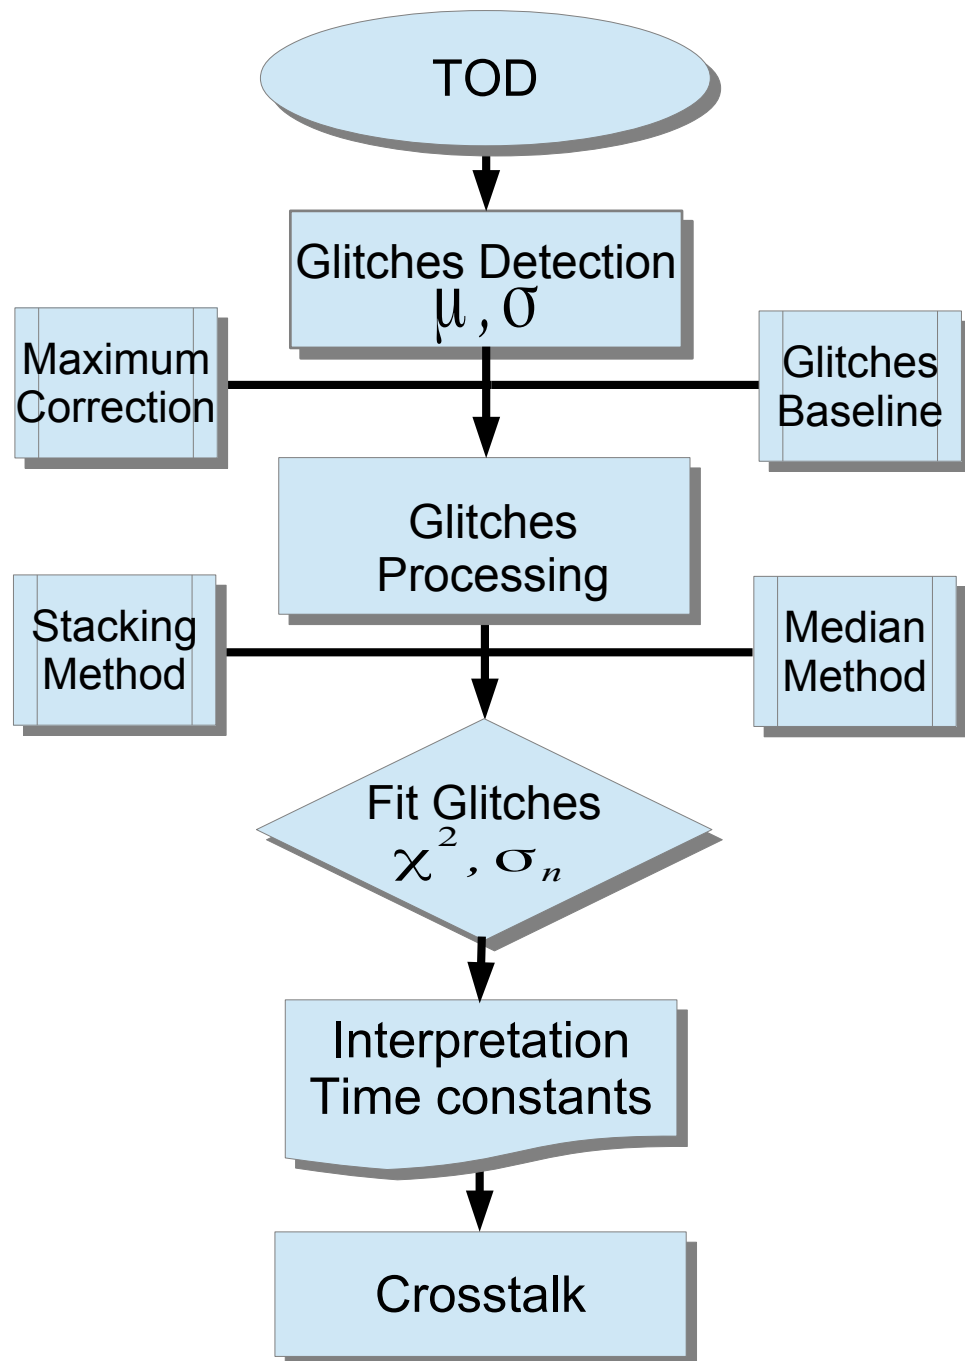 TOD
Glitches Detection
μ, σ
Maximum
Correction
Glitches
Baseline
Glitches
Processing
Stacking
Method
Median
Method
Fit Glitches
χ², σₙ
Interpretation
Time constants
Crosstalk